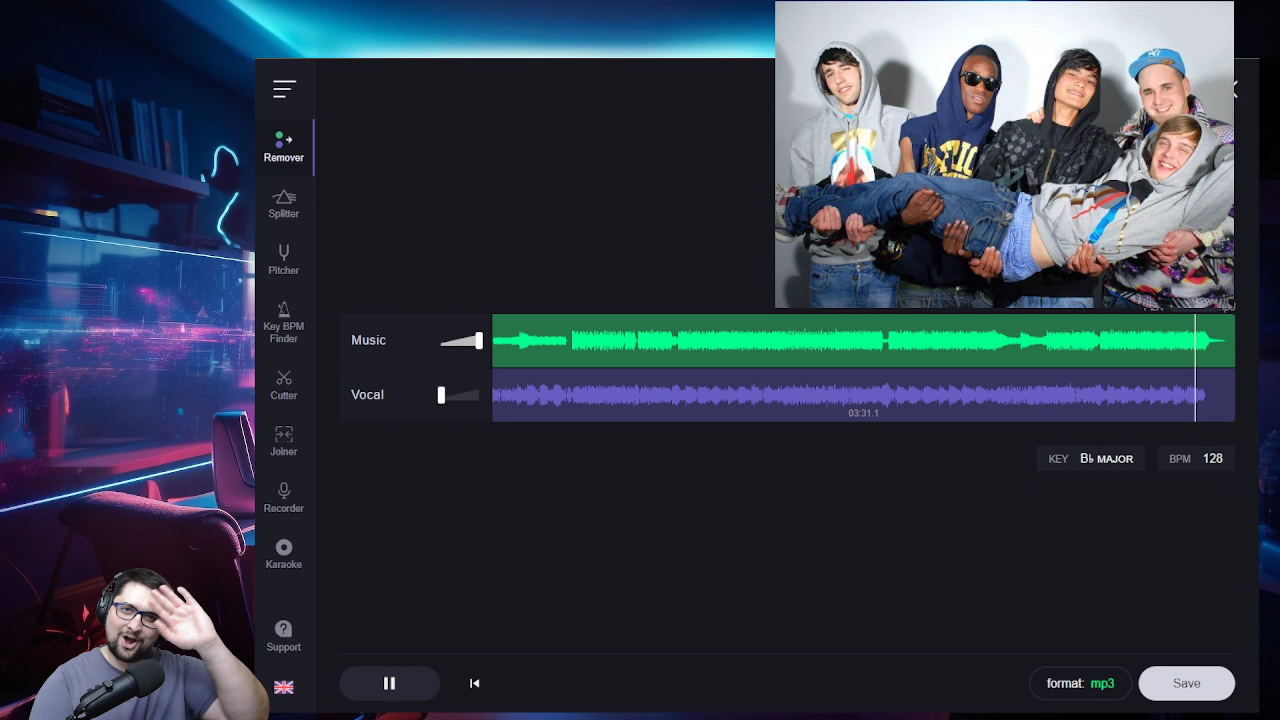 Remover
Splitter
Pitcher
Key BPM
Finder
Cutter
Joiner
Recorder
Karaoke
Support
NY
Music
Vocal
03:31.1
KEY B♭ MAJOR BPM 128
format: mp3 Save